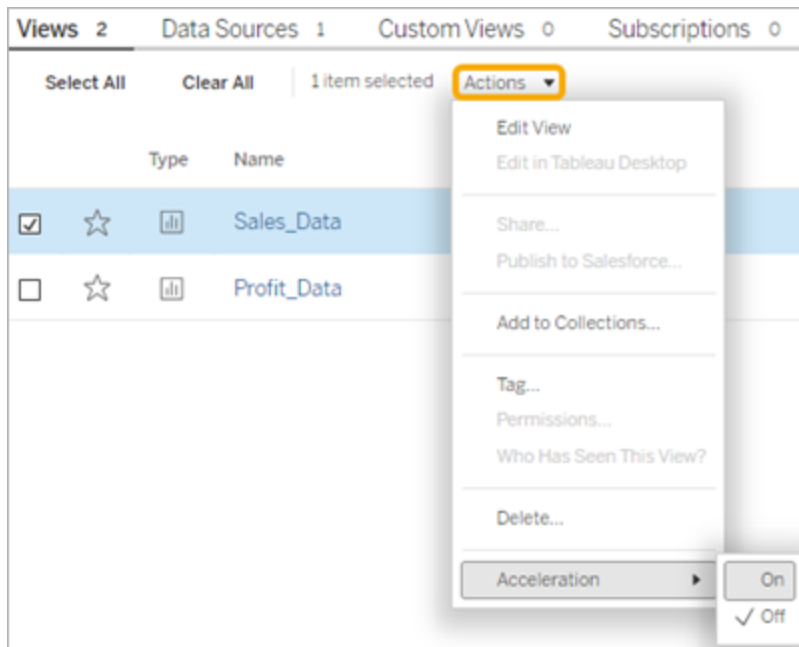 Views 2 Data Sources 1 Custom Views 0 Subscriptions 0
Select All Clear All 1 item selected Actions
Type Name
Sales_Data
Profit_Data
Edit View
Edit in Tableau Desktop
Share...
Publish to Salesforce...
Add to Collections...
Tag...
Permissions...
Who Has Seen This View?
Delete...
Acceleration
On
Off